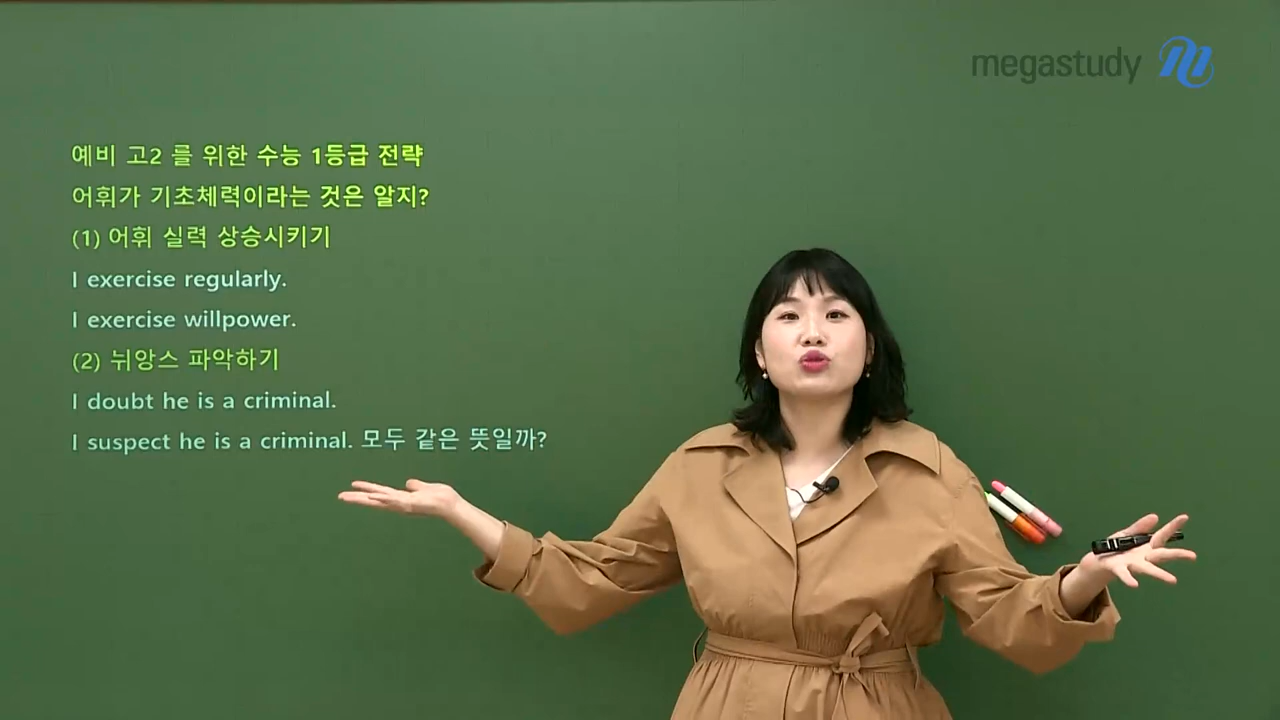 megastudy
예비 고2 를 위한 수능 1등급 전략
어휘가 기초체력이라는 것은 알지?
(1) 어휘 실력 상승시키기
I exercise regularly.
I exercise willpower.
(2) 뉘앙스 파악하기
I doubt he is a criminal.
I suspect he is a criminal. 모두 같은 뜻일까?